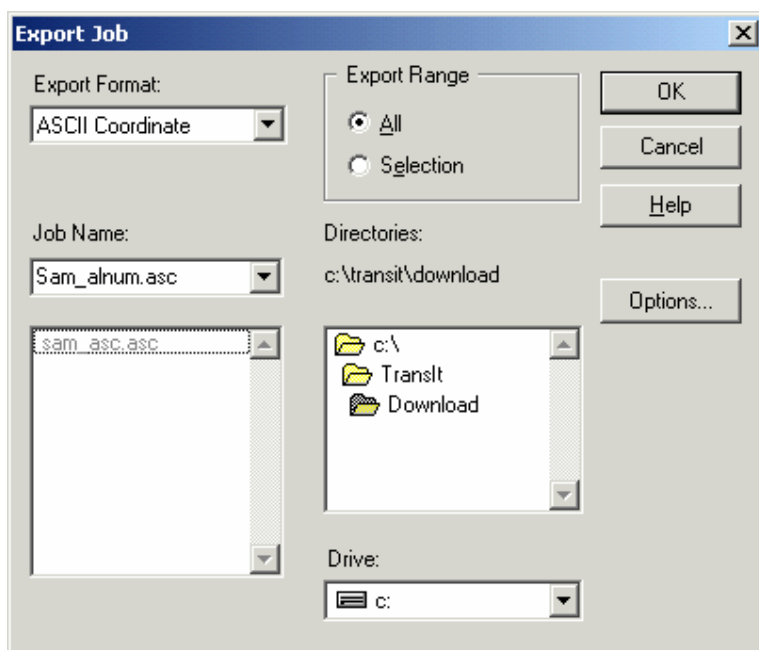 Export Job
Export Format:
ASCII Coordinate
Export Range
All
Selection
OK
Cancel
Help
Job Name:
Sam_alnum.asc
sam_asc.asc
Directories:
c:\transit\download
c:\
TransIt
Download
Options...
Drive:
c: